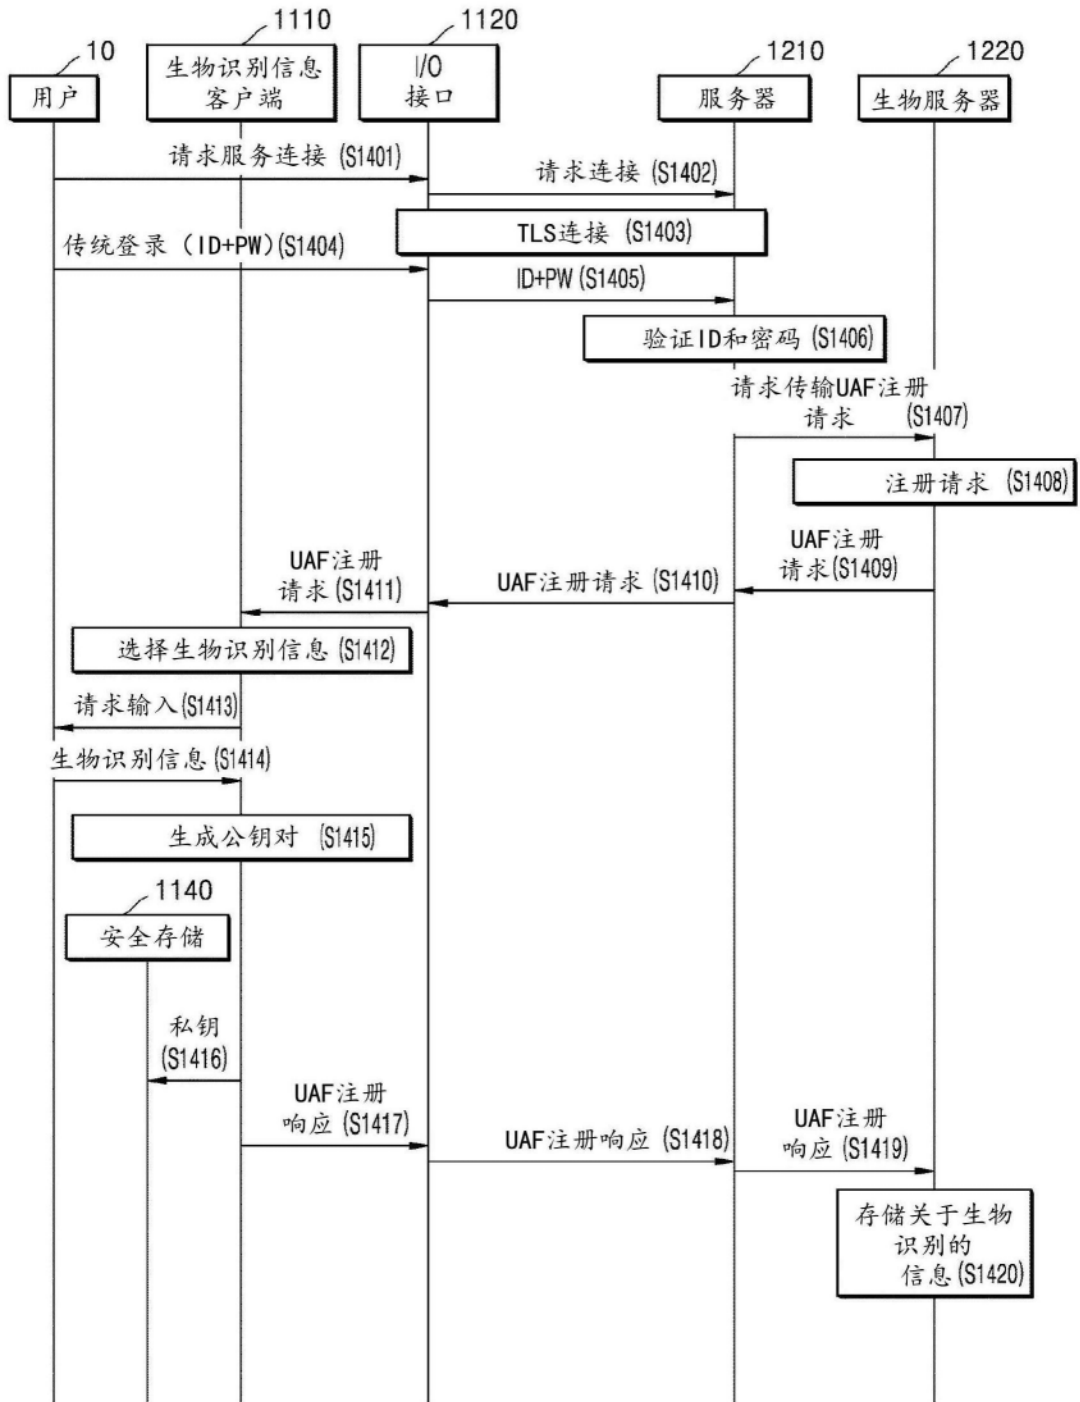 1110
1120
10
1210
1220
用户
生物识别信息
客户端
I/O
接口
服务器
生物服务器
请求服务连接 (S1401)
请求连接 (S1402)
TLS连接 (S1403)
传统登录（ID+PW)(S1404)
ID+PW (S1405)
验证ID和密码 (S1406)
请求传输UAF注册
请求 (S1407)
注册请求 (S1408)
UAF注册
请求(S1409)
UAF注册请求 (S1410)
UAF注册
请求(S1411)
选择生物识别信息 (S1412)
请求输入(S1413)
生物识别信息 (S1414)
生成公钥对 (S1415)
1140
安全存储
私钥
(S1416)
UAF注册
响应 (S1417)
UAF注册响应 (S1418)
UAF注册
响应 (S1419)
存储关于生物
识别的
信息(S1420)